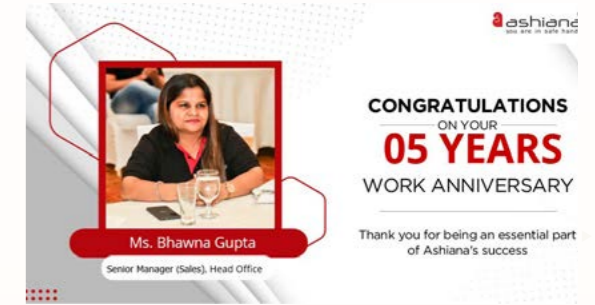 ashiana
you are in safe hand
CONGRATULATIONS
ON YOUR
05 YEARS
WORK ANNIVERSARY
Thank you for being an essential part
of Ashiana's success
Ms. Bhawna Gupta
Senior Manager (Sales), Head Office